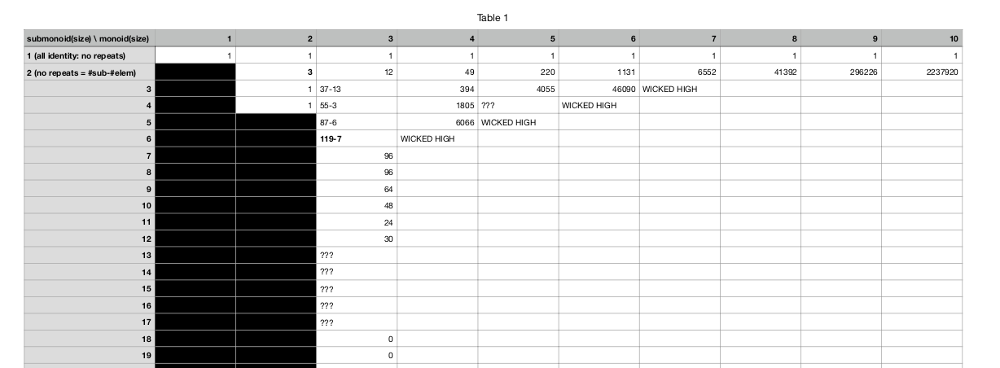 Table 1
submonoid(size) \ monoid(size) 1 2 3 4 5 6 7 8 9 10
1 (all identity: no repeats) 1 1 1 1 1 1 1 1 1 1
2 (no repeats = #sub-#elem) 3 12 49 220 1131 6552 41392 296226 2237920
3 1 37-13 394 4055 46090 WICKED HIGH
4 1 55-3 1805 ??? WICKED HIGH
5 87-6 6066 WICKED HIGH
6 119-7 WICKED HIGH
7 96
8 96
9 64
10 48
11 24
12 30
13 ???
14 ???
15 ???
16 ???
17 ???
18 0
19 0